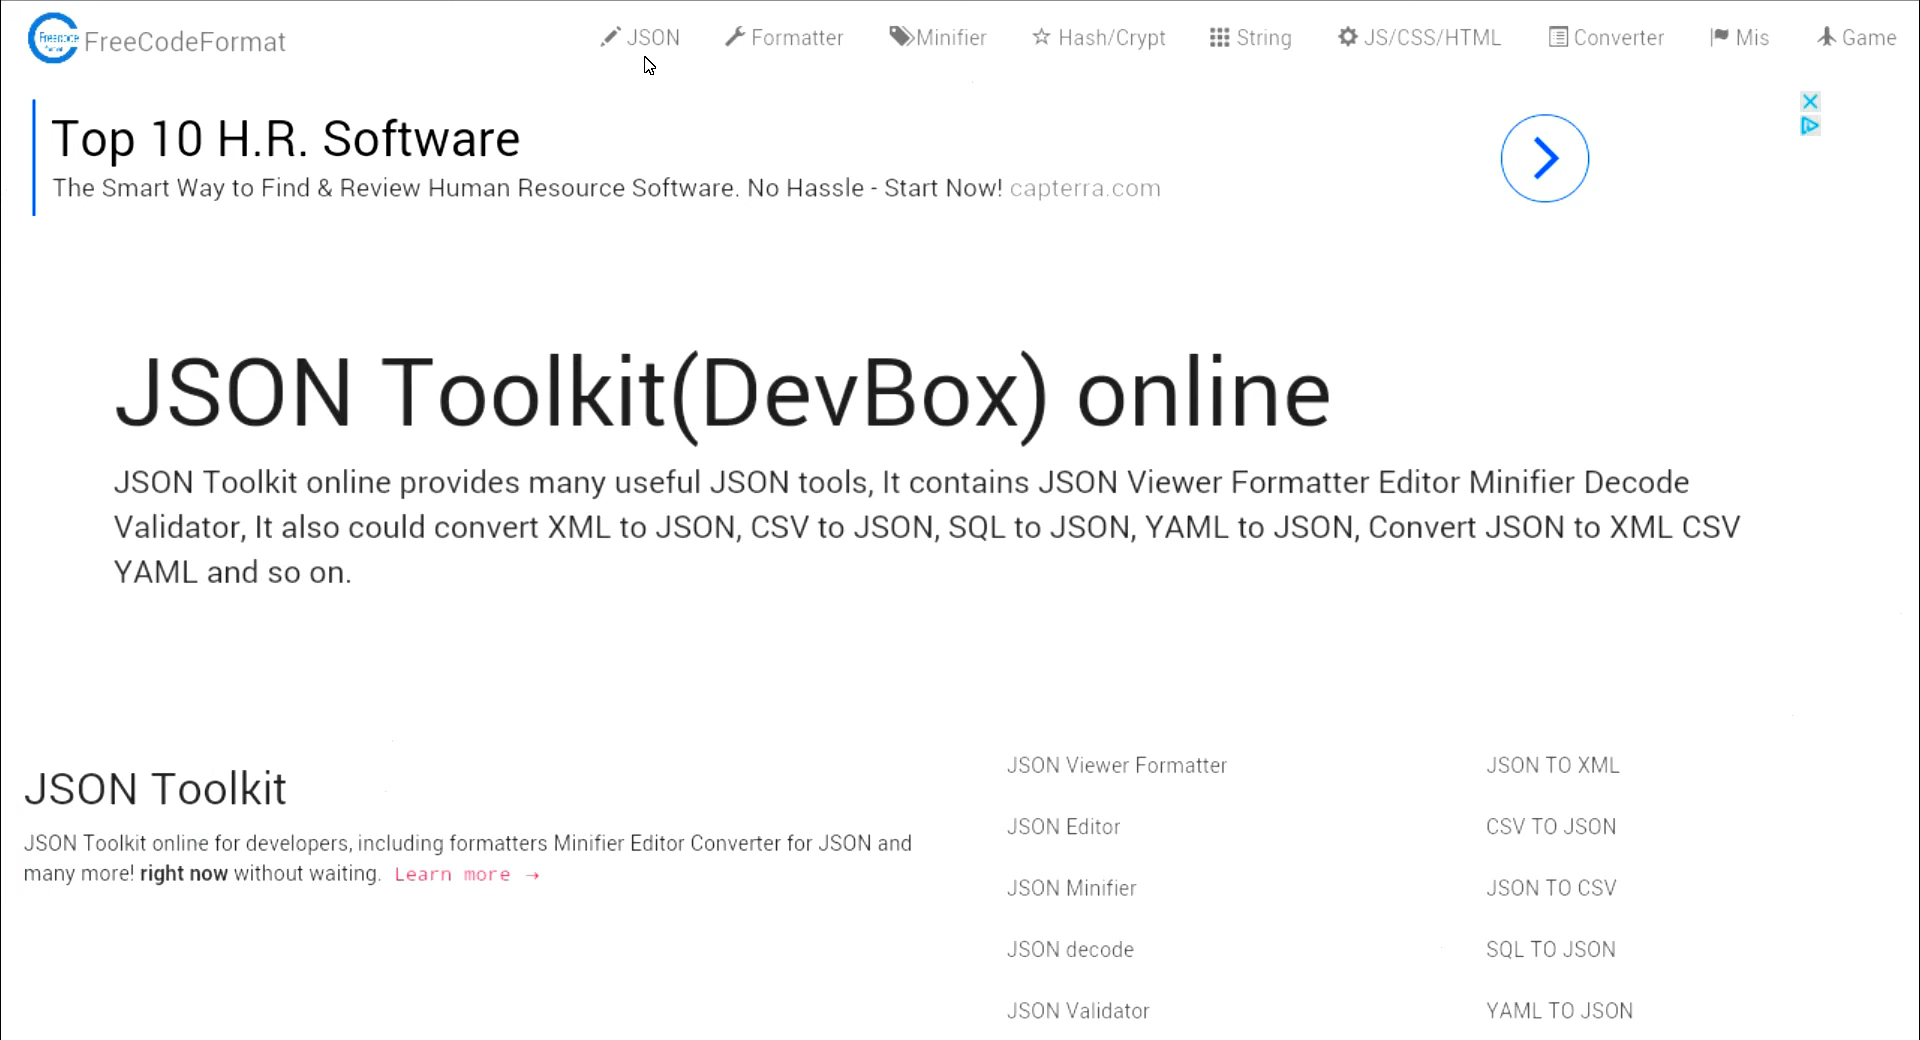 FreeCodeFormat JSON Formatter Minifier Hash/Crypt String JS/CSS/HTML Converter Mis Game
Top 10 H.R. Software
The Smart Way to Find & Review Human Resource Software. No Hassle - Start Now! capterra.com
JSON Toolkit(DevBox) online
JSON Toolkit online provides many useful JSON tools, It contains JSON Viewer Formatter Editor Minifier Decode
Validator, It also could convert XML to JSON, CSV to JSON, SQL to JSON, YAML to JSON, Convert JSON to XML CSV
YAML and so on.
JSON Toolkit
JSON Toolkit online for developers, including formatters Minifier Editor Converter for JSON and
many more! right now without waiting. Learn more →
JSON Viewer Formatter
JSON Editor
JSON Minifier
JSON decode
JSON Validator
JSON TO XML
CSV TO JSON
JSON TO CSV
SQL TO JSON
YAML TO JSON